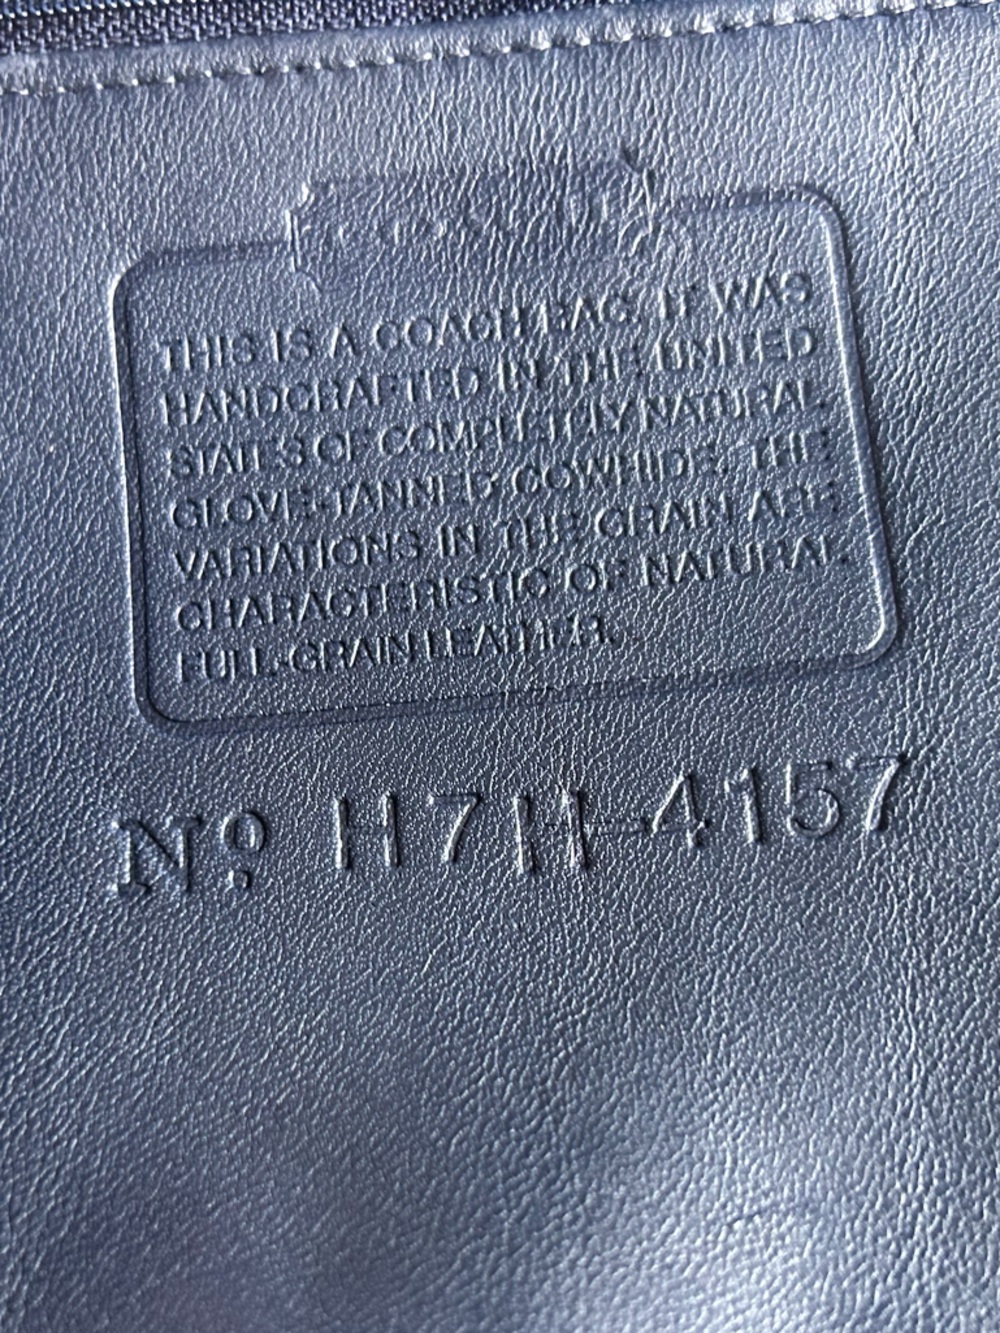 THIS IS A COACH BAG. IT WAS
HANDCRAFTED IN THE UNITED
STATES OF COMPLETELY NATURAL
GLOVE-TANNED COWHIDE. THE
VARIATIONS IN THE GRAIN ARE
CHARACTERISTIC OF NATURAL
FULL-GRAIN LEATHER.
No H7H-4157